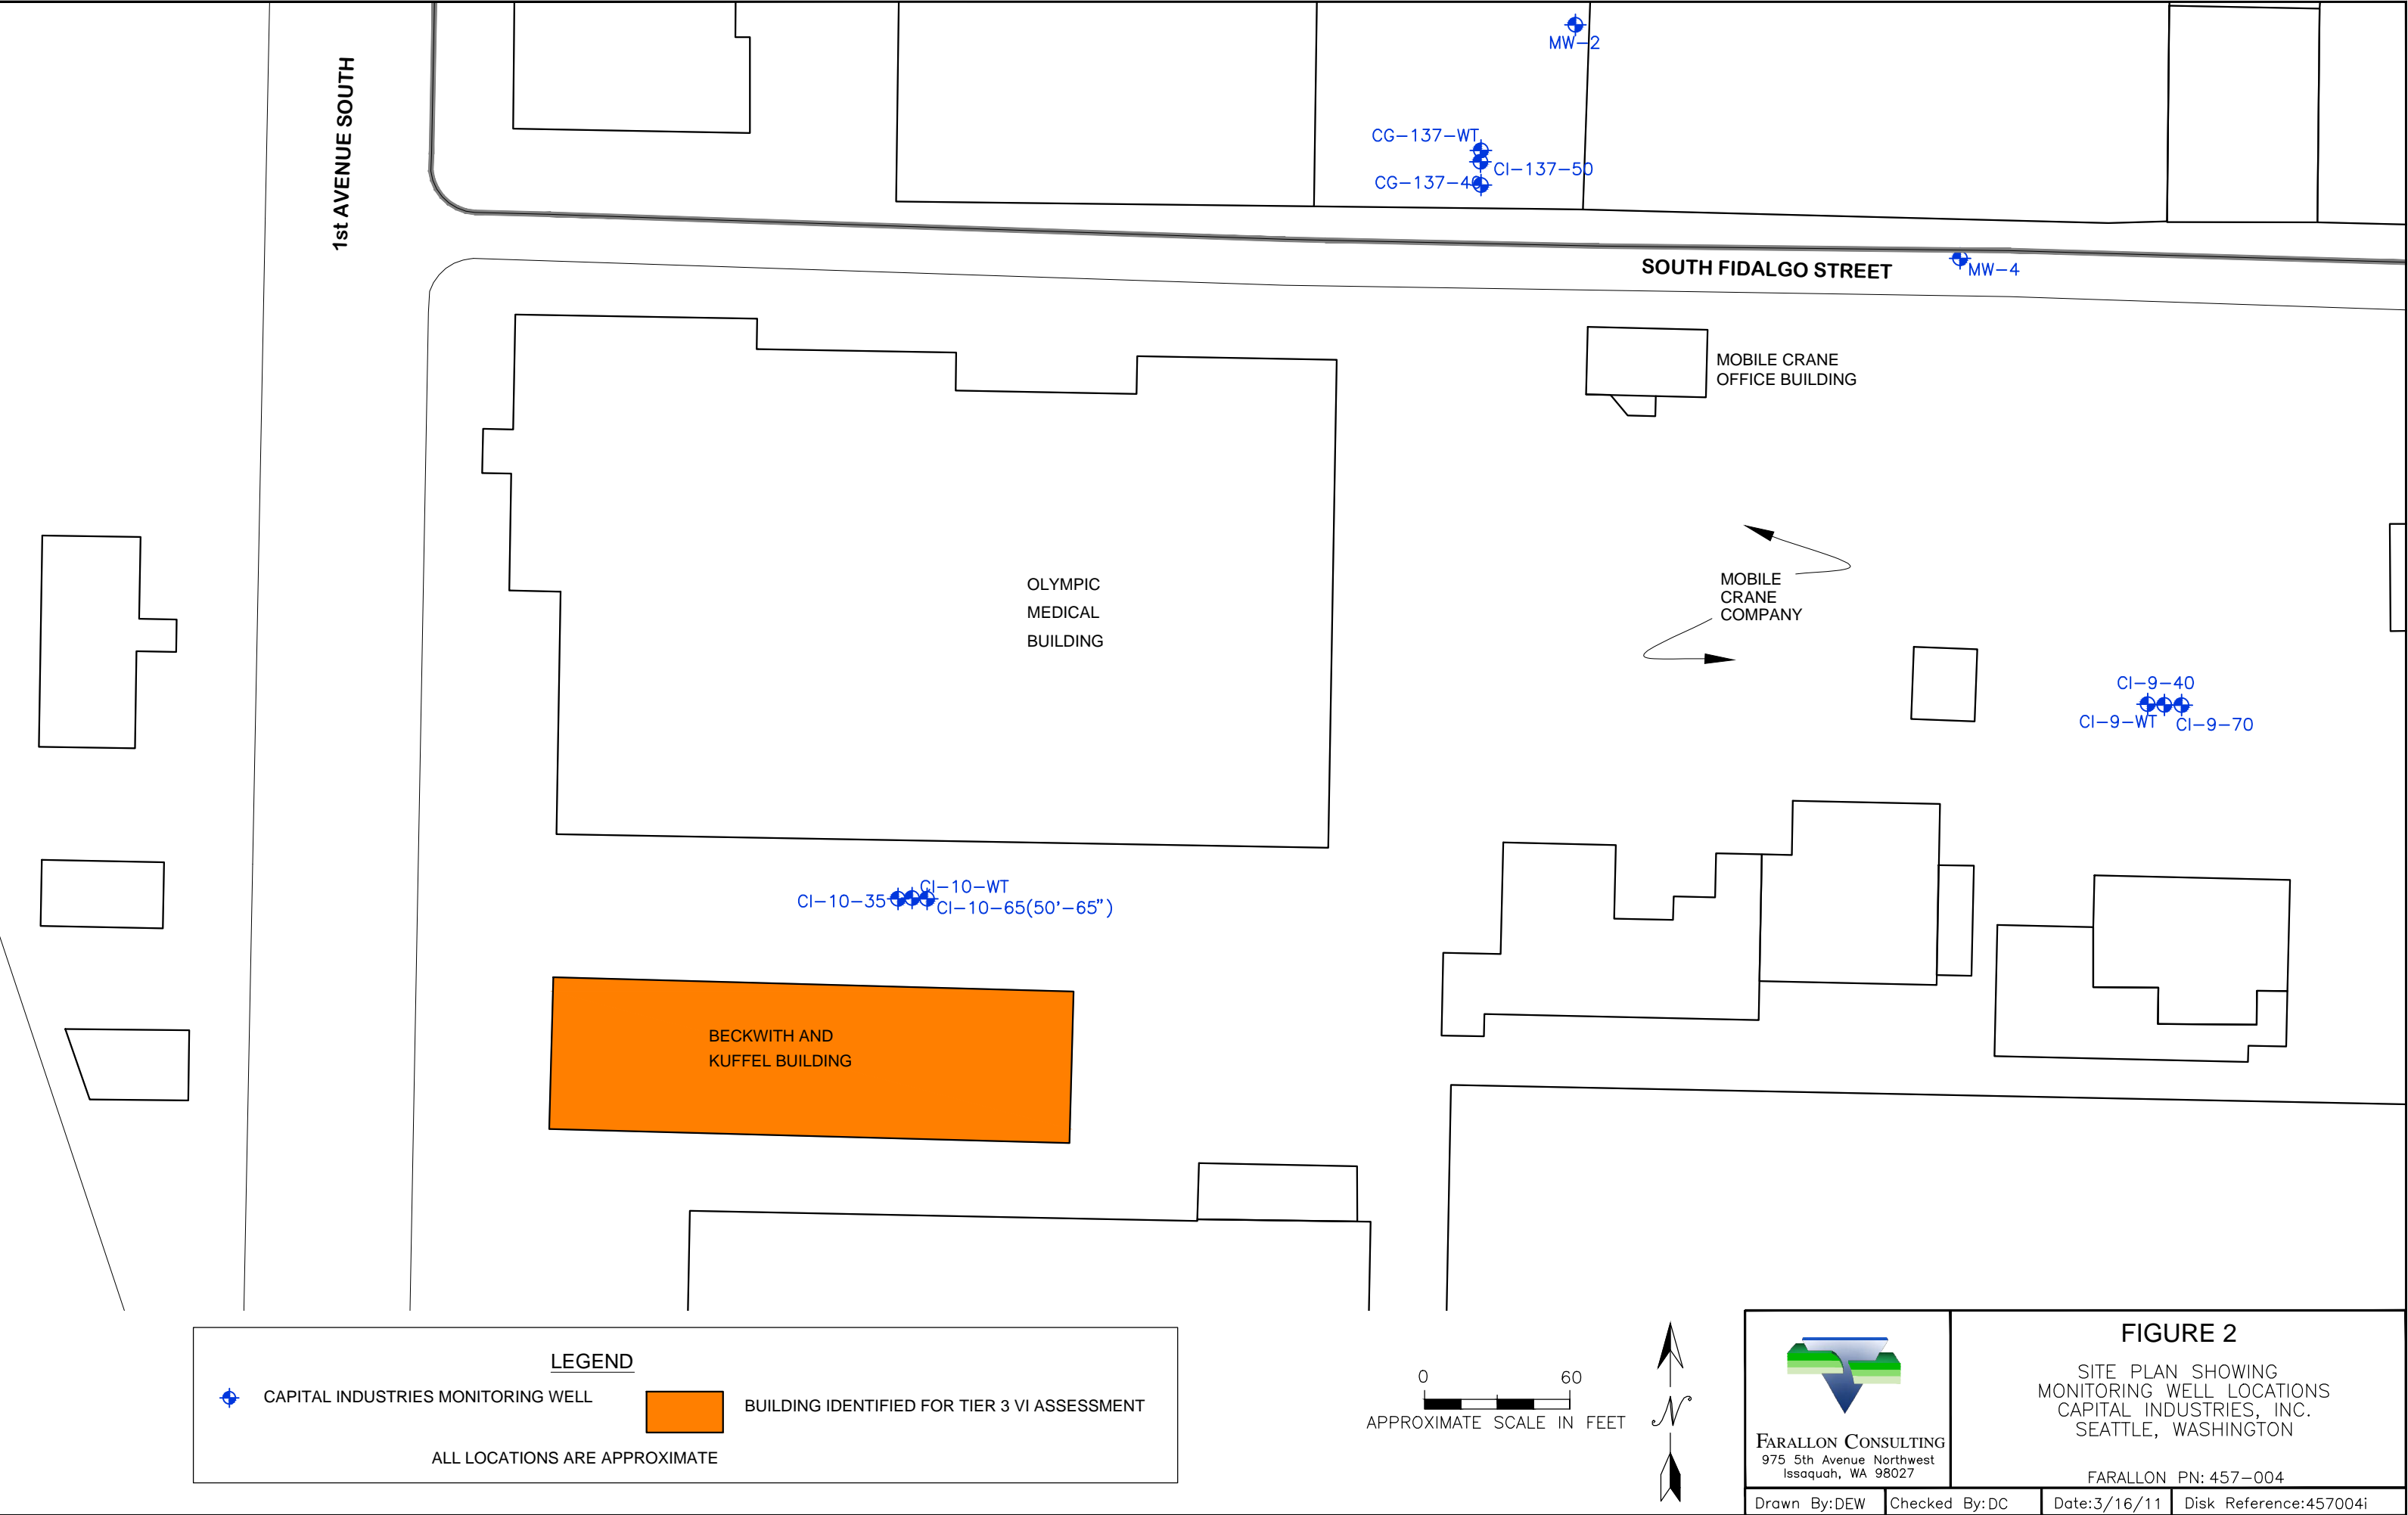 1st AVENUE SOUTH
MW-2
CG-137-WT
CI-137-50
CG-137-40
SOUTH FIDALGO STREET
MW-4
MOBILE CRANE
OFFICE BUILDING
OLYMPIC
MEDICAL
BUILDING
MOBILE
CRANE
COMPANY
CI-9-40
CI-9-WT
CI-9-70
CI-10-WT
CI-10-35
CI-10-65(50'-65")
BECKWITH AND
KUFFEL BUILDING
LEGEND
CAPITAL INDUSTRIES MONITORING WELL
BUILDING IDENTIFIED FOR TIER 3 VI ASSESSMENT
ALL LOCATIONS ARE APPROXIMATE
0 60
APPROXIMATE SCALE IN FEET
N
FARALLON CONSULTING
975 5th Avenue Northwest
Issaquah, WA 98027
FIGURE 2
SITE PLAN SHOWING
MONITORING WELL LOCATIONS
CAPITAL INDUSTRIES, INC.
SEATTLE, WASHINGTON
FARALLON PN: 457-004
Drawn By: DEW
Checked By: DC
Date: 3/16/11
Disk Reference: 457004i